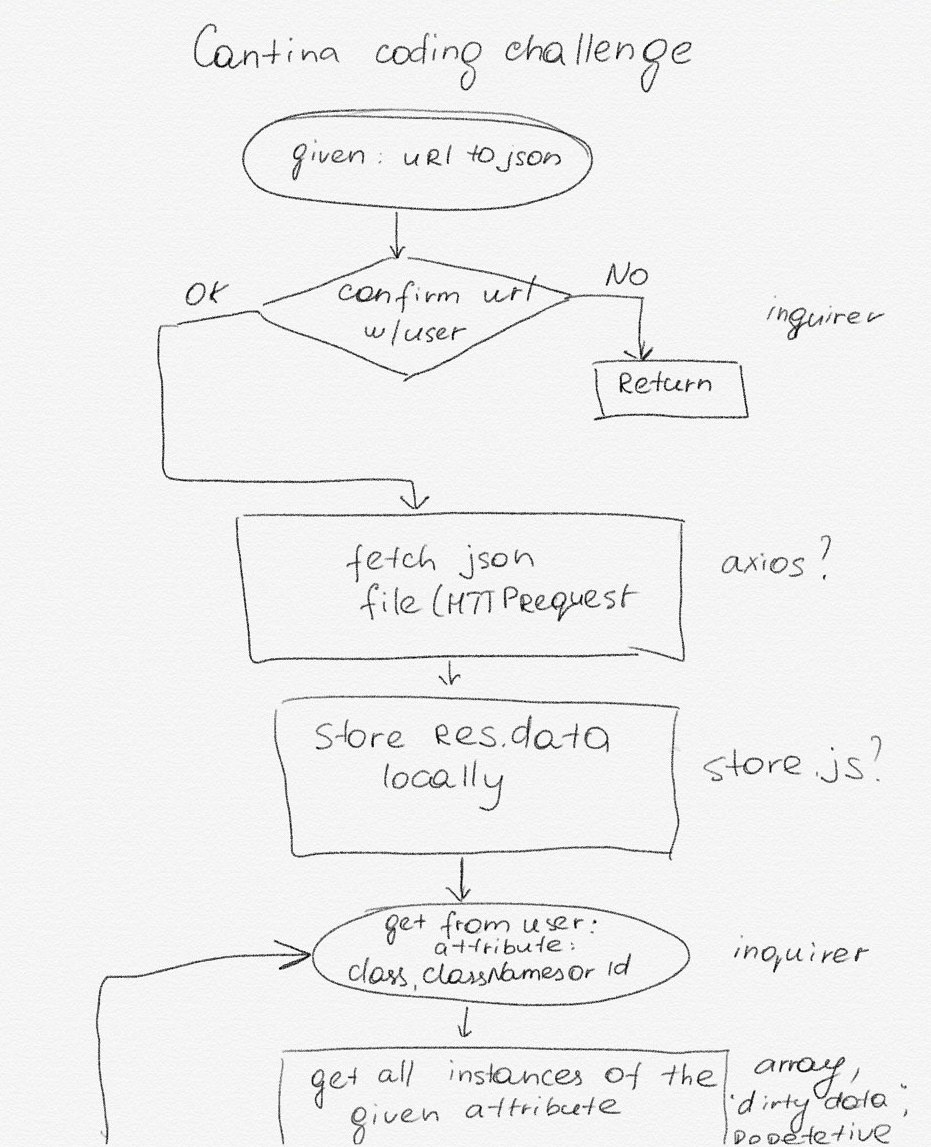 Cantina coding challenge
given: url to json
confirm url
w/user
OK
NO
inquirer
Return
fetch json
file (HTTP request
axios?
store res.data
locally
store.js?
get from user:
attribute:
class, classNames or id
inquirer
get all instances of the
given attribute
array,
"dirty data",